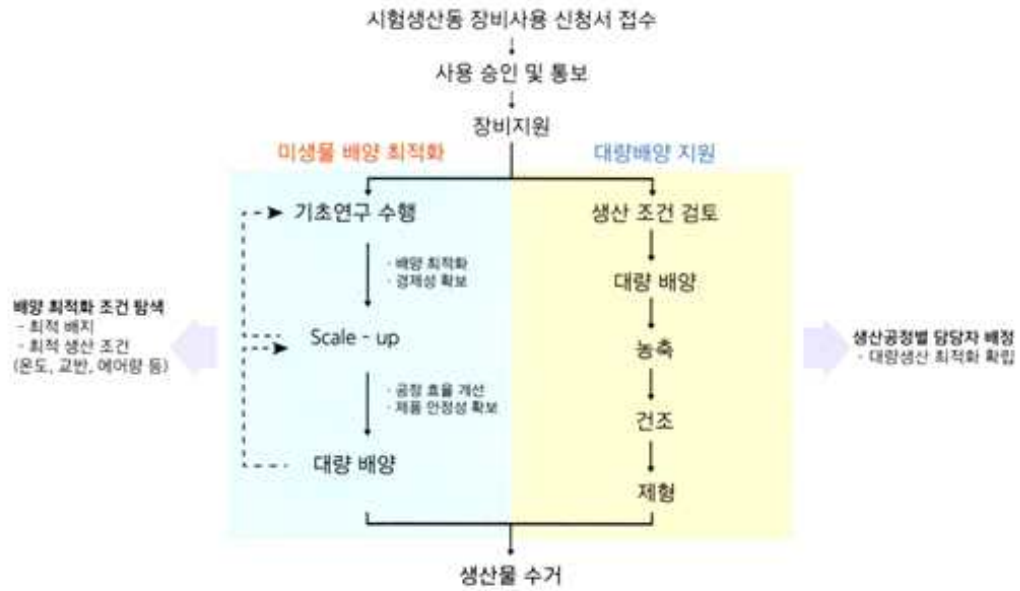 시험생산동 장비사용 신청서 접수
사용 승인 및 통보
장비지원
미생물 배양 최적화
대량배양 지원
기초연구 수행
· 배양 최적화
· 경제성 확보
Scale - up
· 공정 효율 개선
· 제품 안정성 확보
대량 배양
생산 조건 검토
대량 배양
농축
건조
제형
배양 최적화 조건 탐색
- 최적 배지
- 최적 생산 조건
(온도, 교반, 에어량 등)
생산공정별 담당자 배정
· 대량생산 최적화 확립
생산물 수거